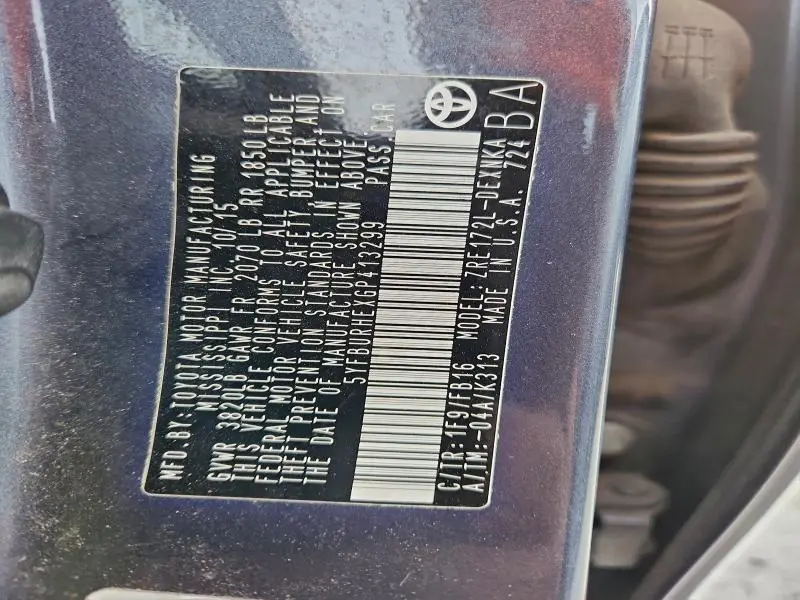 MFD BY:TOYOTA MOTOR MANUFACTURING
MISSISSIPPI INC. 10/15
GVWR 3820LB GAWR FR 2070 LB RR 1850 LB
THIS VEHICLE CONFORMS TO ALL APPLICABLE
FEDERAL MOTOR VEHICLE SAFETY BUMPER AND
THEFT PREVENTION STANDARDS IN EFFECT ON
THE DATE OF MANUFACTURE SHOWN ABOVE.
5YFBURHEXGP413299 PASS.CAR
C/TR:1F9/FB16 MODEL:ZRE172L-DEXNKA
A/TM:-04A/K313 MADE IN U.S.A. 724 BA